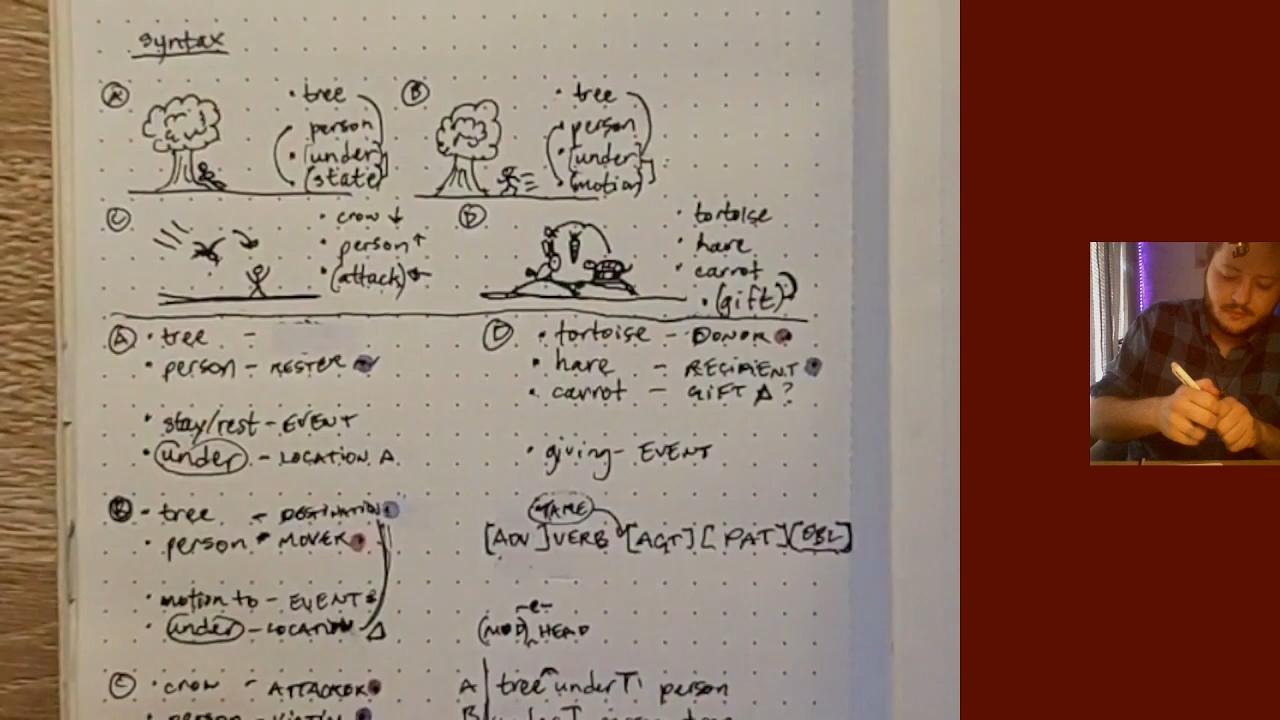 syntax
A
• tree
person
• [under]
(state)
B
• tree
• person
• [under]
(motion)
C
• crow ↓
• person ↑
• (attack)
D
• tortoise
• hare
• carrot
• (gift)
A • tree -
• person - RESTER
• stay/rest - EVENT
• under - LOCATION Δ
D • tortoise - DONOR
• hare - RECIPIENT
• carrot - GIFT Δ ?
• giving - EVENT
B • tree - DESTINATION
• person • MOVER
• motion to - EVENT
• under - LOCATION Δ
C • crow - ATTACKER
TAME
[ADV] VERB [AGT] [PAT] [OBL]
-e-
(MOD) HEAD
A | tree under T person